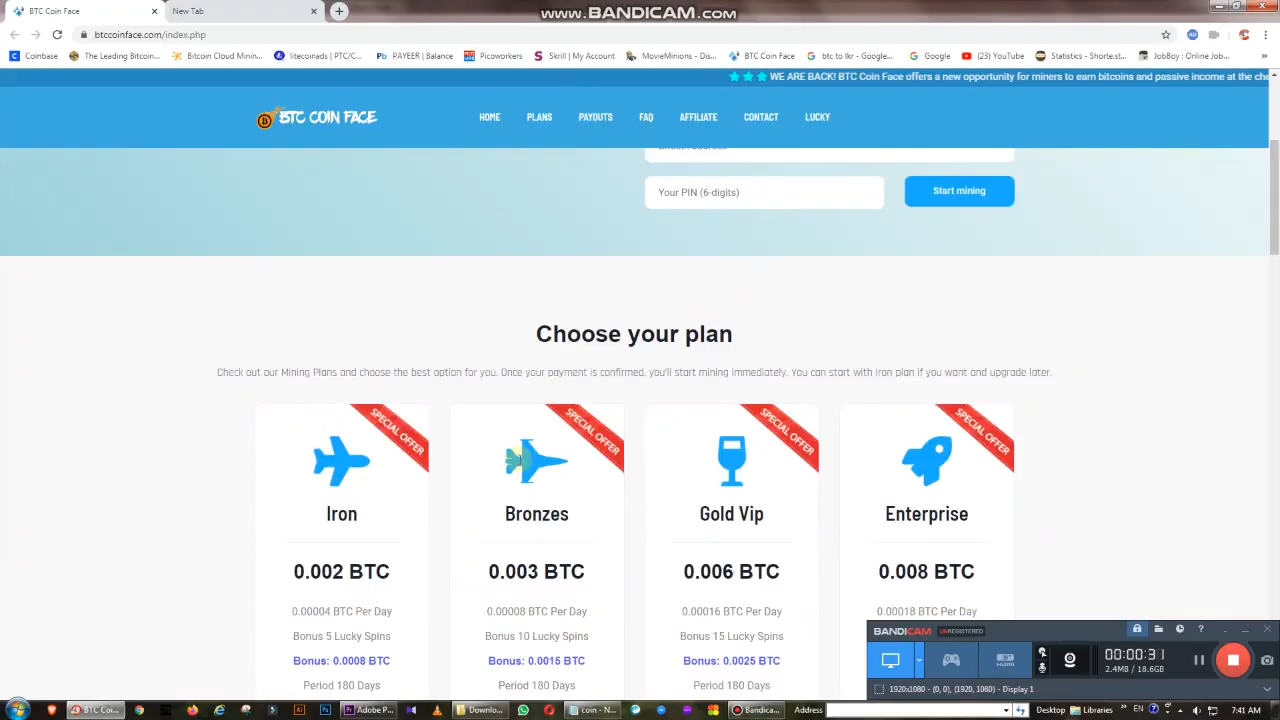 www.BANDICAM.com
BTC Coin Face
New Tab
btccoinface.com/index.php
Coinbase
The Leading Bitcoin...
Bitcoin Cloud Minin...
litecoinads | PTC/C...
Pb PAYEER | Balance
Picoworkers
S Skrill | My Account
MovieMinions - Dis...
BTC Coin Face
G btc to lkr - Google...
G Google
(23) YouTube
Statistics - Shorte.st...
JobBoy : Online Job...
WE ARE BACK! BTC Coin Face offers a new opportunity for miners to earn bitcoins and passive income at the che
BTC COIN FACE
HOME
PLANS
PAYOUTS
FAQ
AFFILIATE
CONTACT
LUCKY
Your PIN (6-digits)
Start mining
Choose your plan
Check out our Mining Plans and choose the best option for you. Once your payment is confirmed, you'll start mining immediately. You can start with Iron plan if you want and upgrade later.
SPECIAL OFFER
SPECIAL OFFER
SPECIAL OFFER
SPECIAL OFFER
Iron
Bronzes
Gold Vip
Enterprise
0.002 BTC
0.003 BTC
0.006 BTC
0.008 BTC
0.00004 BTC Per Day
0.00008 BTC Per Day
0.00016 BTC Per Day
0.00018 BTC Per Day
Bonus 5 Lucky Spins
Bonus 10 Lucky Spins
Bonus 15 Lucky Spins
Bonus: 0.0008 BTC
Bonus: 0.0015 BTC
Bonus: 0.0025 BTC
Period 180 Days
Period 180 Days
Period 180 Days
BANDICAM UNREGISTERED
HDMI
00:00:31
2.4MB / 18.6GB
1920x1080 - (0, 0), (1920, 1080) - Display 1
BTC Coi...
Ai
Ps
Adobe P...
Downlo...
coin - N...
Bandica...
Address
Desktop
Libraries
EN
7:41 AM